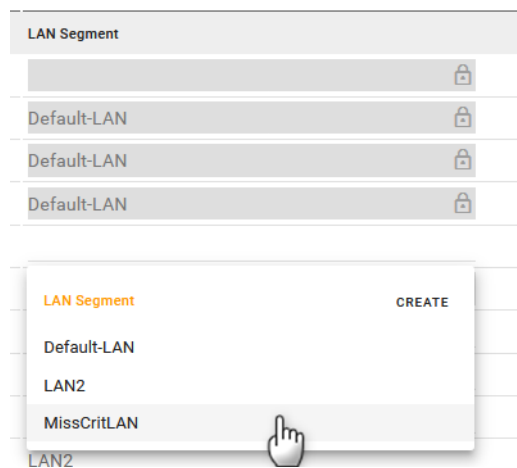 LAN Segment
Default-LAN
Default-LAN
Default-LAN
LAN Segment CREATE
Default-LAN
LAN2
MissCritLAN
LAN2